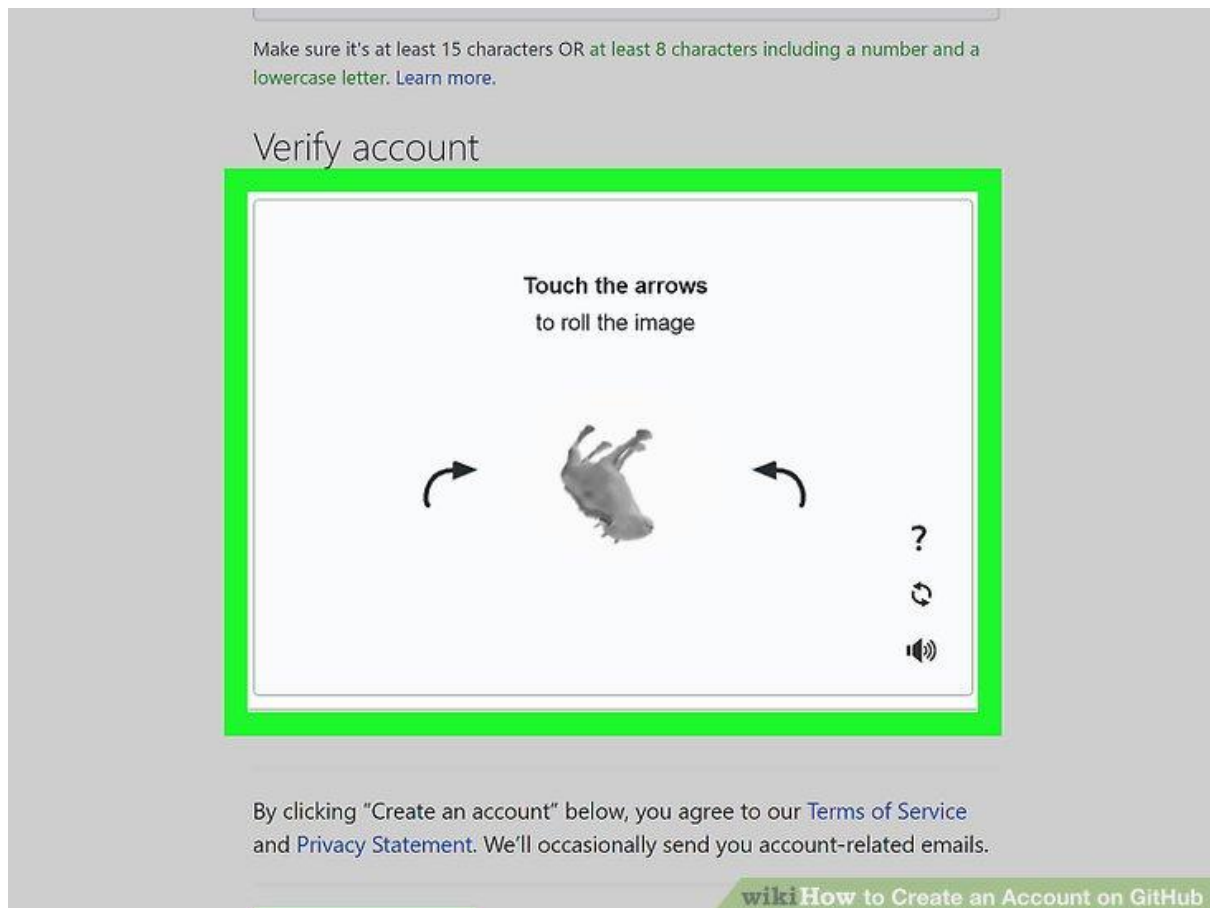 Make sure it's at least 15 characters OR at least 8 characters including a number and a
lowercase letter. Learn more.
Verify account
Touch the arrows
to roll the image
?
By clicking “Create an account” below, you agree to our Terms of Service
and Privacy Statement. We’ll occasionally send you account-related emails.
wikiHow to Create an Account on GitHub